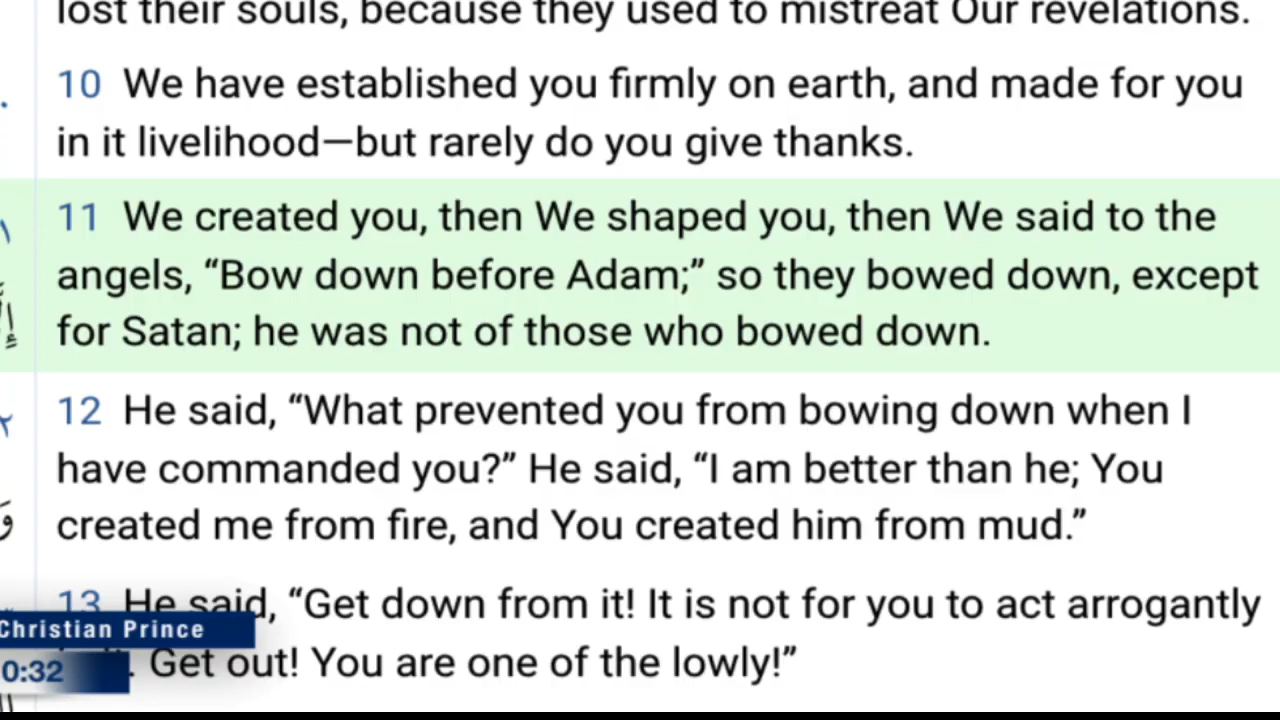 lost their souls, because they used to mistreat Our revelations.
10 We have established you firmly on earth, and made for you
in it livelihood—but rarely do you give thanks.
11 We created you, then We shaped you, then We said to the
angels, “Bow down before Adam;” so they bowed down, except
for Satan; he was not of those who bowed down.
12 He said, “What prevented you from bowing down when I
have commanded you?” He said, “I am better than he; You
created me from fire, and You created him from mud.”
13 He said, “Get down from it! It is not for you to act arrogantly
Christian Prince
Get out! You are one of the lowly!”
0:32